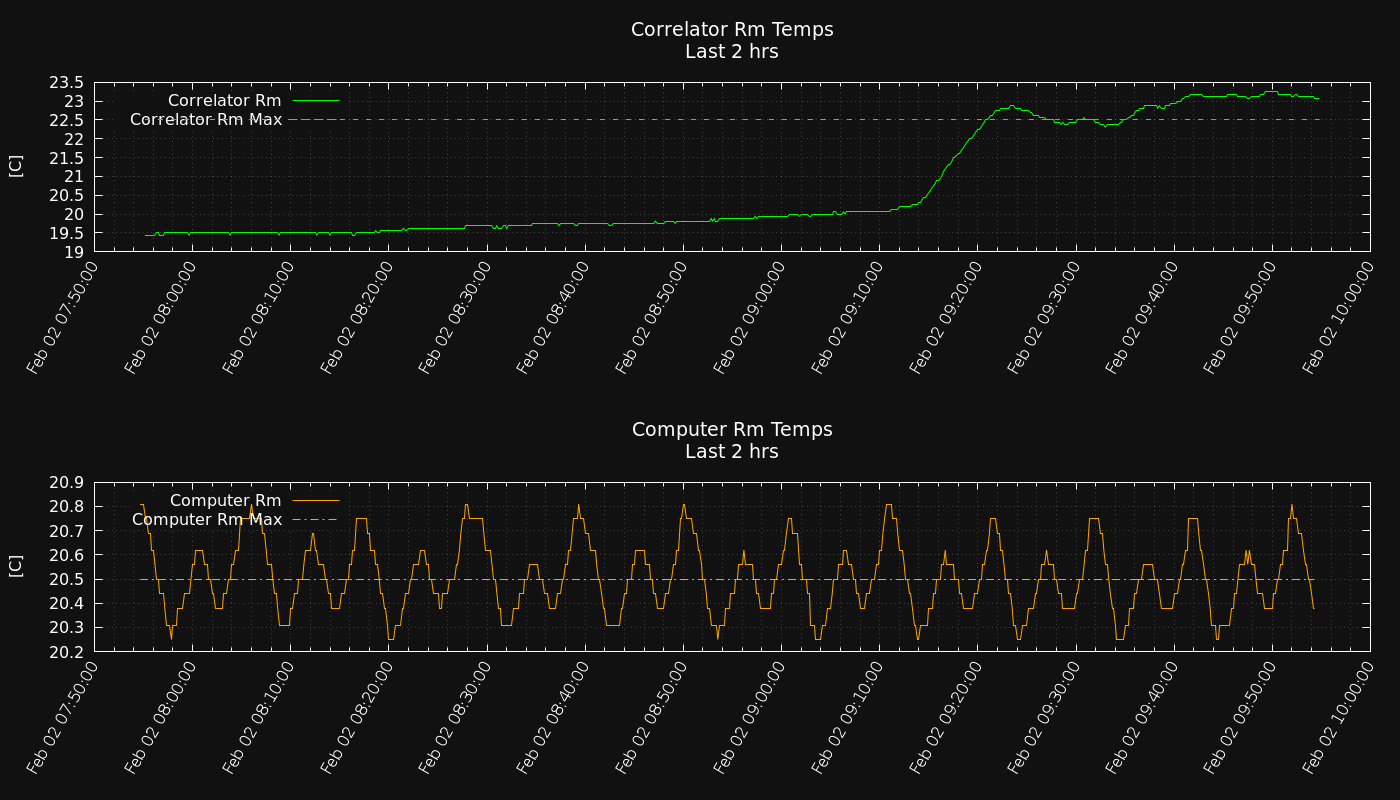 Correlator Rm Temps
Last 2 hrs
23.5
23
22.5
22
21.5
21
20.5
20
19.5
19
[C]
Correlator Rm
Correlator Rm Max
Feb 02 07:50:00
Feb 02 08:00:00
Feb 02 08:10:00
Feb 02 08:20:00
Feb 02 08:30:00
Feb 02 08:40:00
Feb 02 08:50:00
Feb 02 09:00:00
Feb 02 09:10:00
Feb 02 09:20:00
Feb 02 09:30:00
Feb 02 09:40:00
Feb 02 09:50:00
Feb 02 10:00:00
Computer Rm Temps
Last 2 hrs
20.9
20.8
20.7
20.6
20.5
20.4
20.3
20.2
[C]
Computer Rm
Computer Rm Max
Feb 02 07:50:00
Feb 02 08:00:00
Feb 02 08:10:00
Feb 02 08:20:00
Feb 02 08:30:00
Feb 02 08:40:00
Feb 02 08:50:00
Feb 02 09:00:00
Feb 02 09:10:00
Feb 02 09:20:00
Feb 02 09:30:00
Feb 02 09:40:00
Feb 02 09:50:00
Feb 02 10:00:00